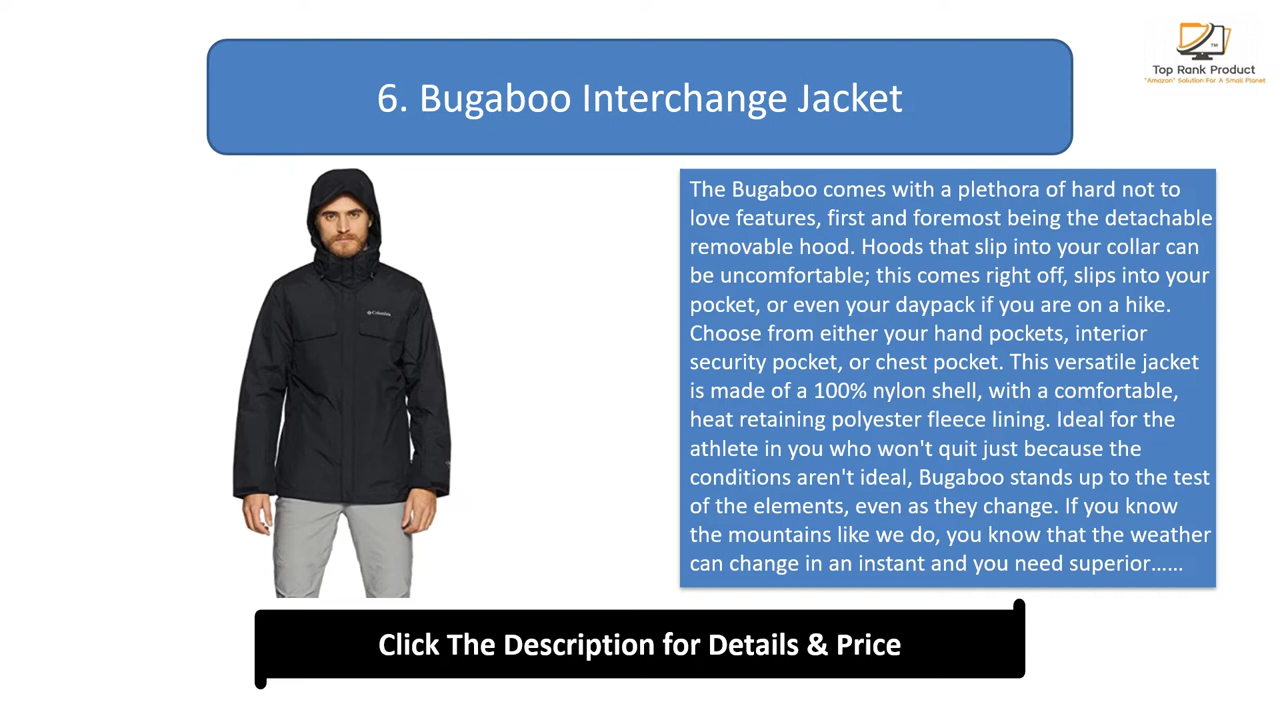 TM
Top Rank Product
"Amazon" Solution For A Small Planet
6. Bugaboo Interchange Jacket
Columbia
The Bugaboo comes with a plethora of hard not to
love features, first and foremost being the detachable
removable hood. Hoods that slip into your collar can
be uncomfortable; this comes right off, slips into your
pocket, or even your daypack if you are on a hike.
Choose from either your hand pockets, interior
security pocket, or chest pocket. This versatile jacket
is made of a 100% nylon shell, with a comfortable,
heat retaining polyester fleece lining. Ideal for the
athlete in you who won't quit just because the
conditions aren't ideal, Bugaboo stands up to the test
of the elements, even as they change. If you know
the mountains like we do, you know that the weather
can change in an instant and you need superior......
Click The Description for Details & Price